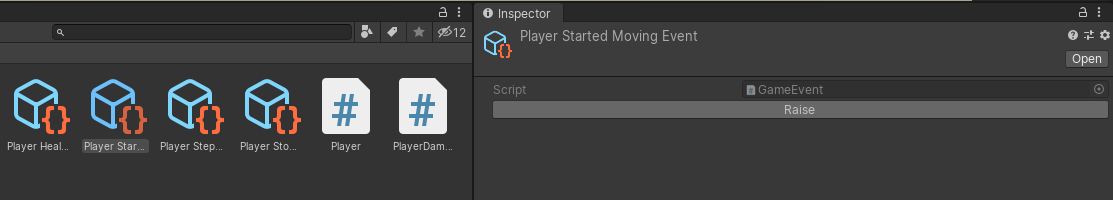 12
Player Heal...
Player Star...
Player Step...
Player Sto...
#
Player
#
PlayerDam...
Inspector
Player Started Moving Event
Open
Script
GameEvent
Raise